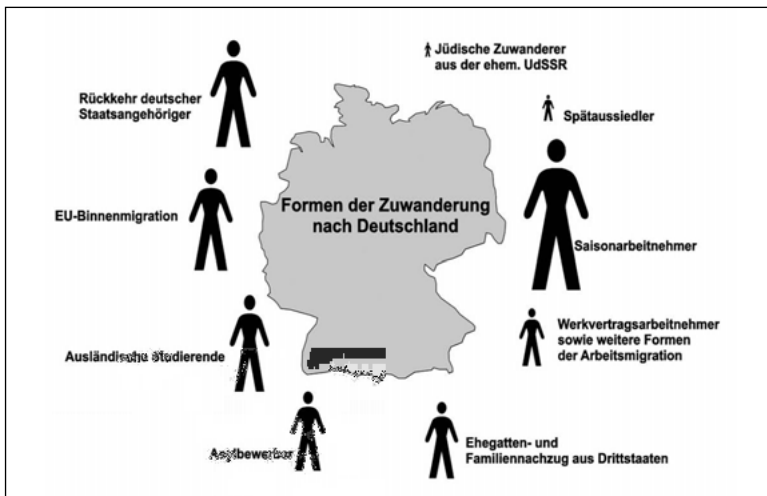 Jüdische Zuwanderer
aus der ehem. UdSSR
Rückkehr deutscher
Staatsangehöriger
Spätaussiedler
EU-Binnenmigration
Formen der Zuwanderung
nach Deutschland
Saisonarbeitnehmer
Werkvertragsarbeitnehmer
sowie weitere Formen
der Arbeitsmigration
Ausländische Studierende
Asylbewerber
Ehegatten- und
Familiennachzug aus Drittstaaten